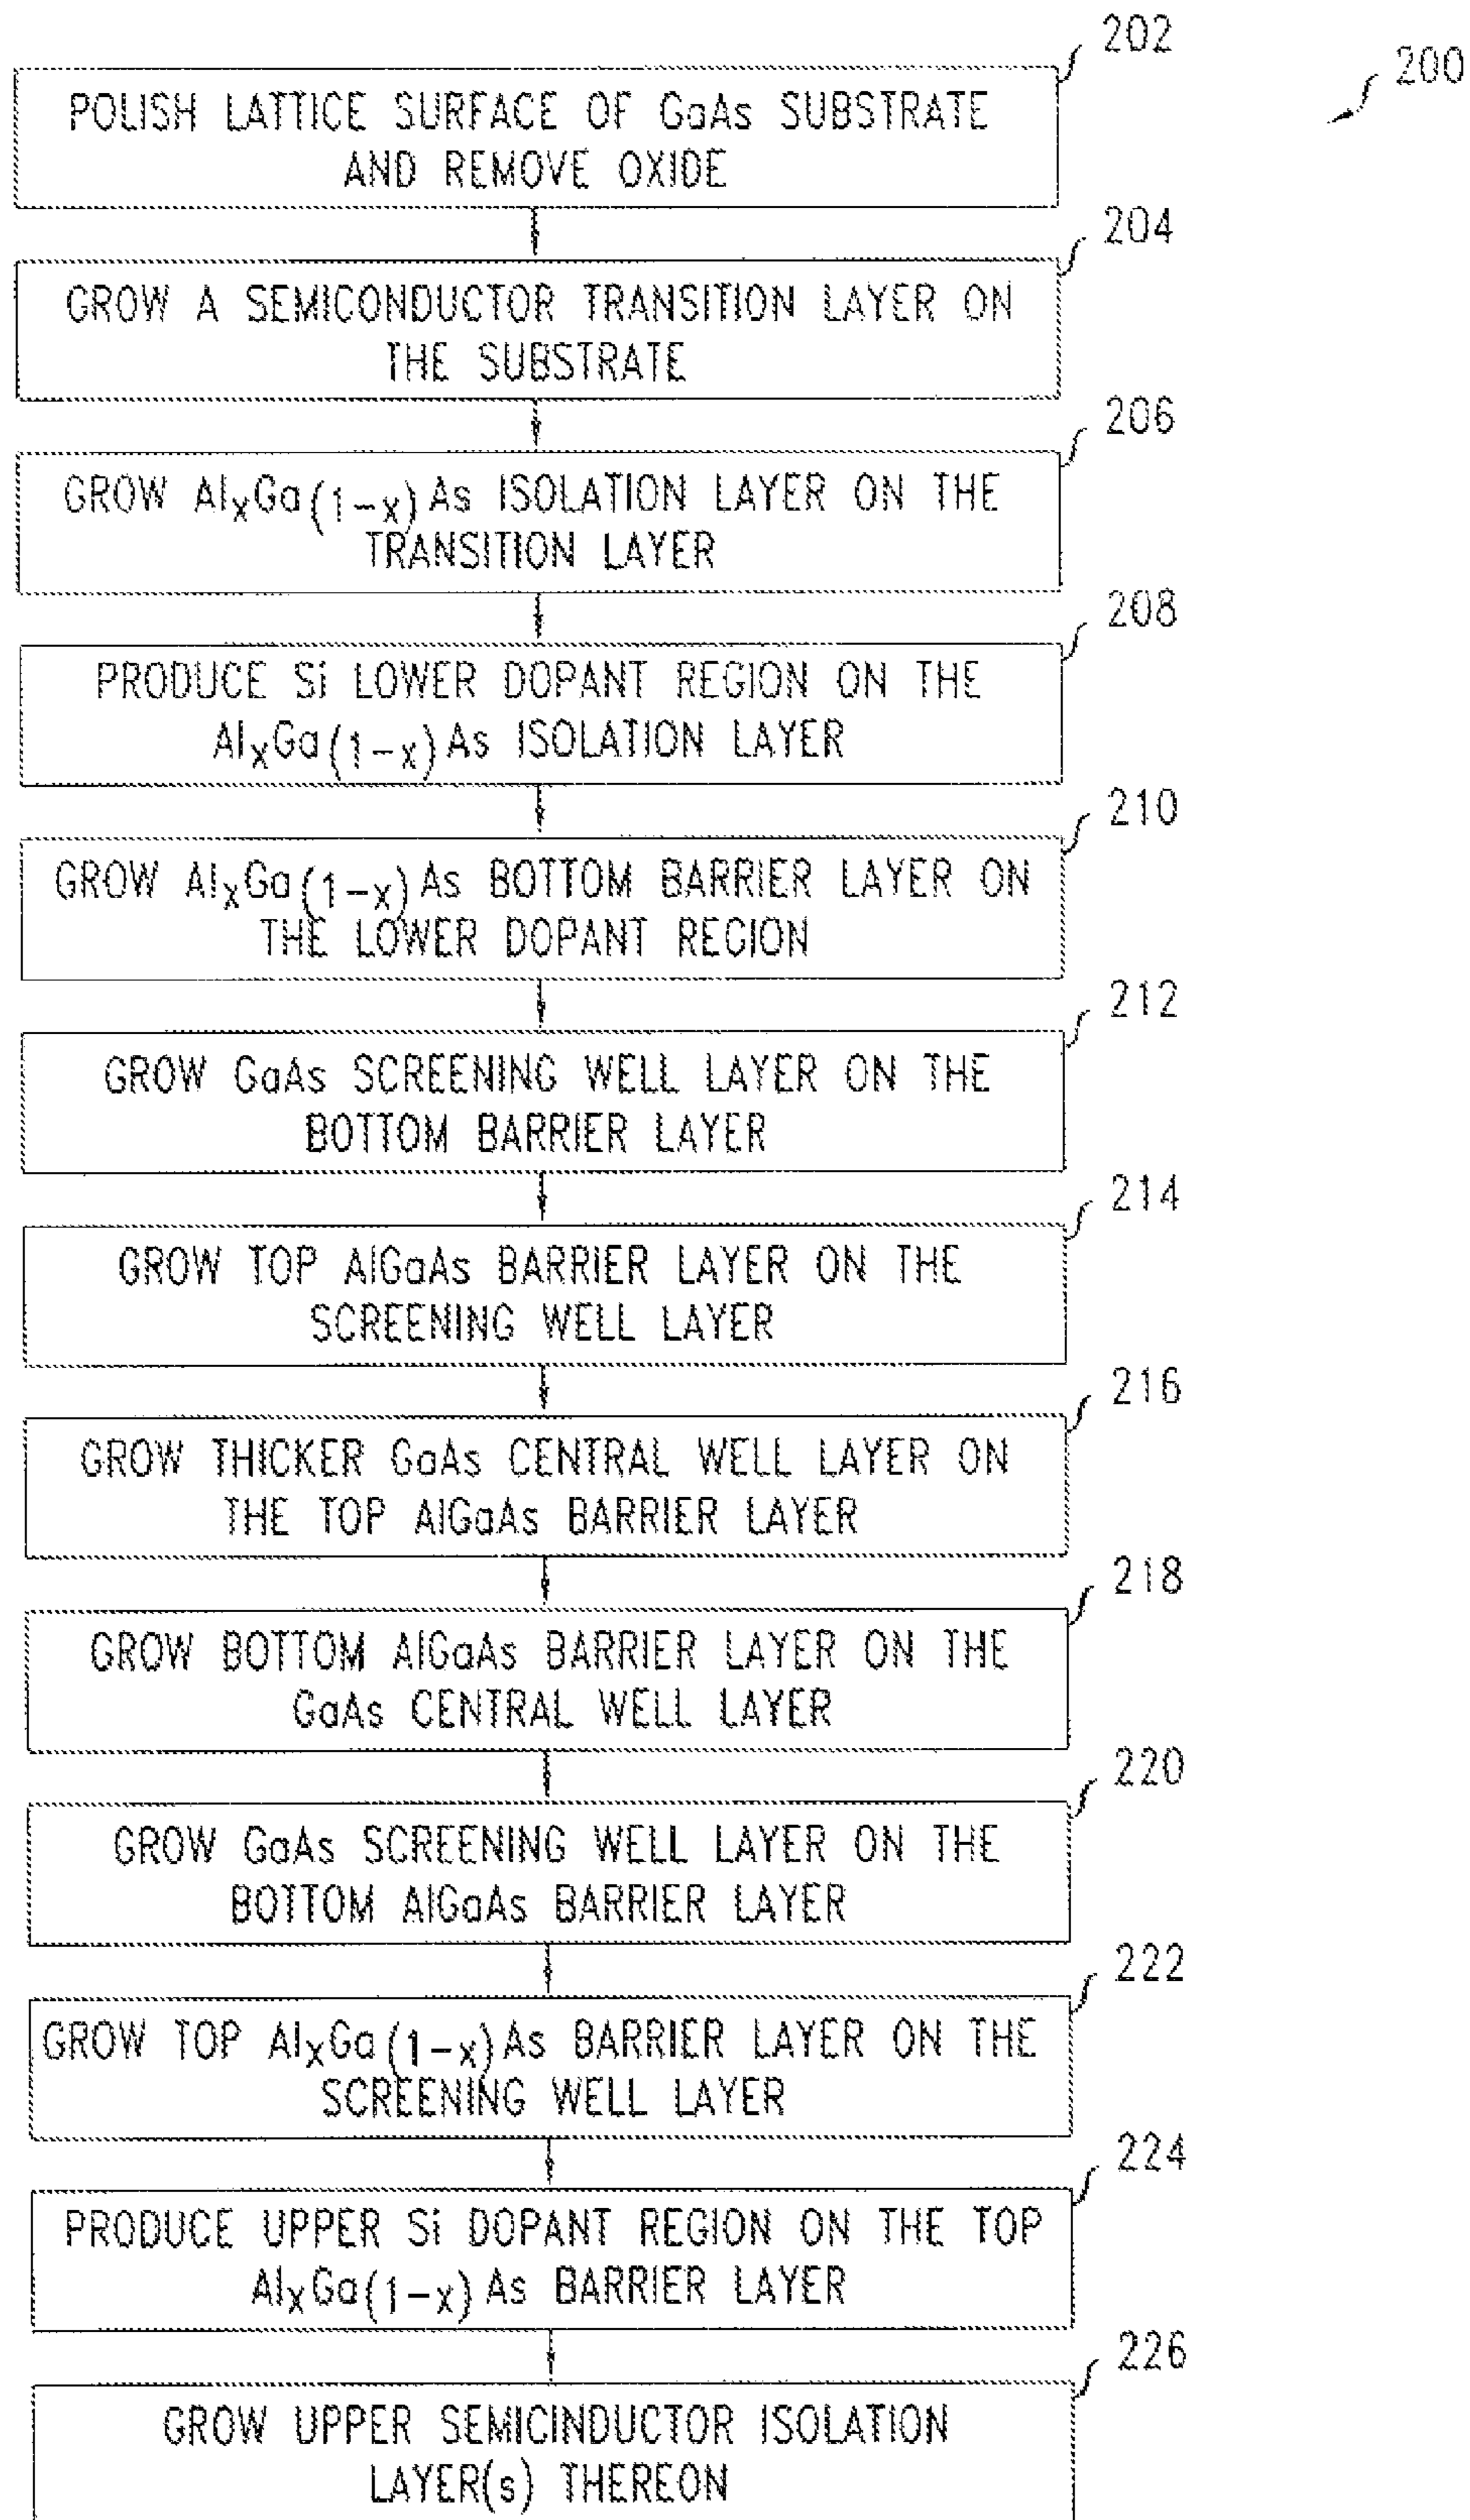 202
200
POLISH LATTICE SURFACE OF GaAs SUBSTRATE
AND REMOVE OXIDE
204
GROW A SEMICONDUCTOR TRANSITION LAYER ON
THE SUBSTRATE
206
GROW AlxGa(1-x)As ISOLATION LAYER ON THE
TRANSITION LAYER
208
PRODUCE Si LOWER DOPANT REGION ON THE
AlxGa(1-x)As ISOLATION LAYER
210
GROW AlxGa(1-x)As BOTTOM BARRIER LAYER ON
THE LOWER DOPANT REGION
212
GROW GaAs SCREENING WELL LAYER ON THE
BOTTOM BARRIER LAYER
214
GROW TOP AlGaAs BARRIER LAYER ON THE
SCREENING WELL LAYER
216
GROW THICKER GaAs CENTRAL WELL LAYER ON
THE TOP AlGaAs BARRIER LAYER
218
GROW BOTTOM AlGaAs BARRIER LAYER ON THE
GaAs CENTRAL WELL LAYER
220
GROW GaAs SCREENING WELL LAYER ON THE
BOTTOM AlGaAs BARRIER LAYER
222
GROW TOP AlxGa(1-x)As BARRIER LAYER ON THE
SCREENING WELL LAYER
224
PRODUCE UPPER Si DOPANT REGION ON THE TOP
AlxGa(1-x)As BARRIER LAYER
226
GROW UPPER SEMICINDUCTOR ISOLATION
LAYER(s) THEREON